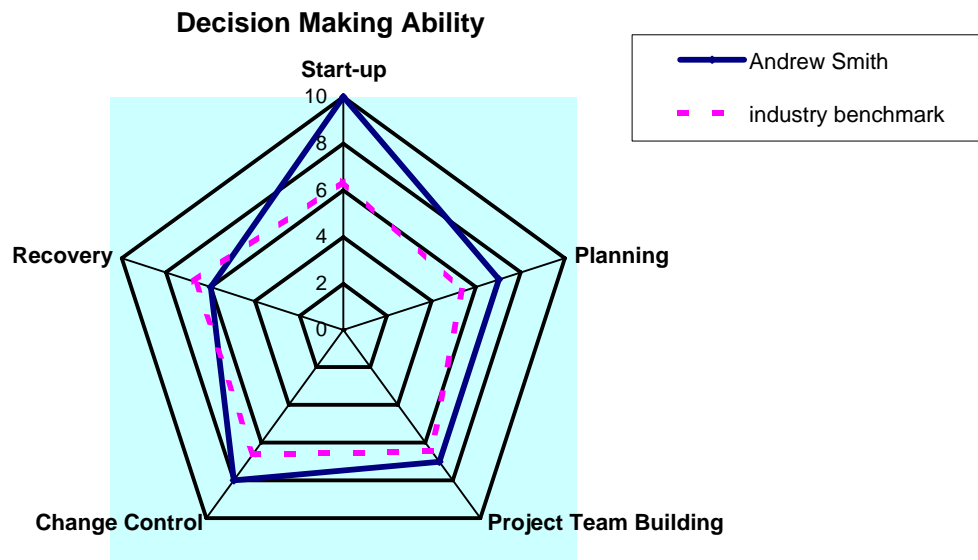 Decision Making Ability
Andrew Smith
industry benchmark
Start-up
10
8
6
4
2
0
Recovery
Planning
Change Control
Project Team Building